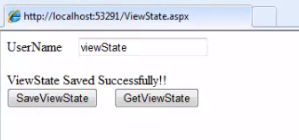 http://localhost:53291/ViewState.aspx
UserName viewState
ViewState Saved Successfully!!
SaveViewState GetViewState